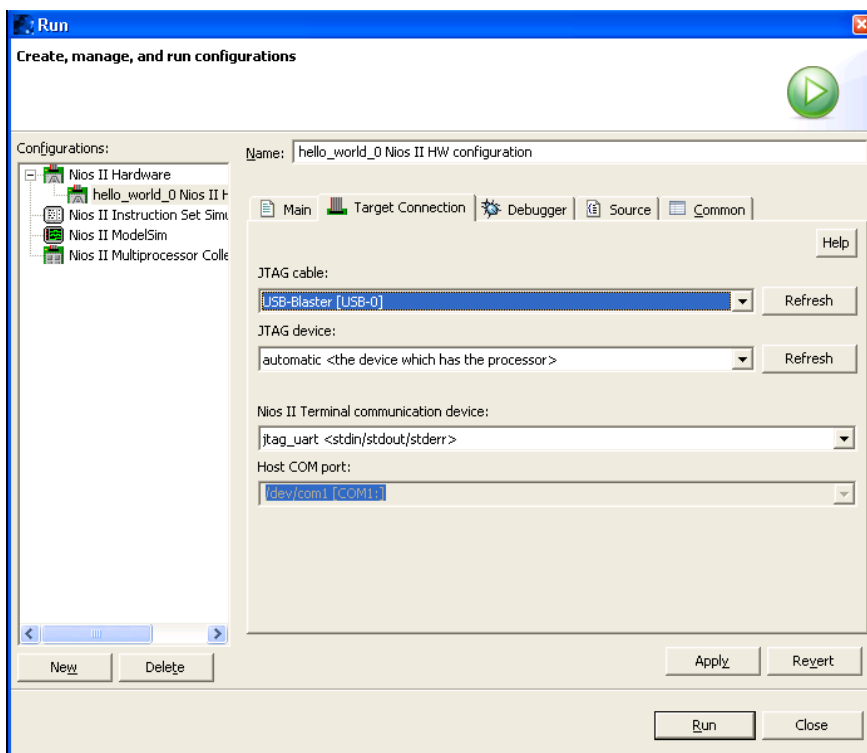 Run
Create, manage, and run configurations
Configurations:
Nios II Hardware
hello_world_0 Nios II H
Nios II Instruction Set Simu
Nios II ModelSim
Nios II Multiprocessor Colle
New
Delete
Name: hello_world_0 Nios II HW configuration
Main Target Connection Debugger Source Common
Help
JTAG cable:
USB-Blaster [USB-0] Refresh
JTAG device:
automatic <the device which has the processor> Refresh
Nios II Terminal communication device:
jtag_uart <stdin/stdout/stderr>
Host COM port:
/dev/com1 [COM1:]
Apply Revert
Run Close